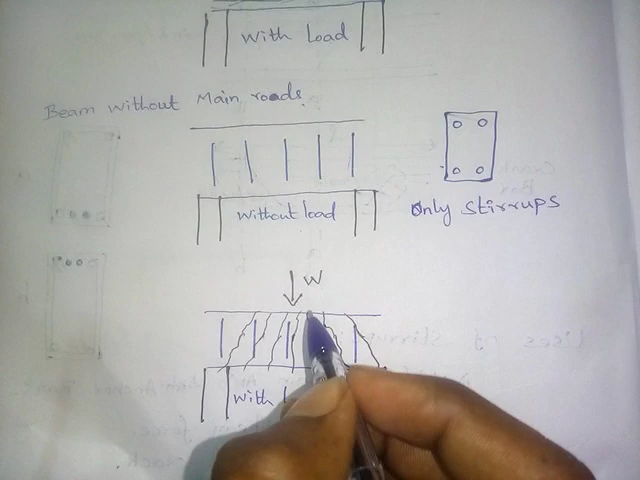 With Load
Beam without Main roads.
without load
Only stirrups
W
with l